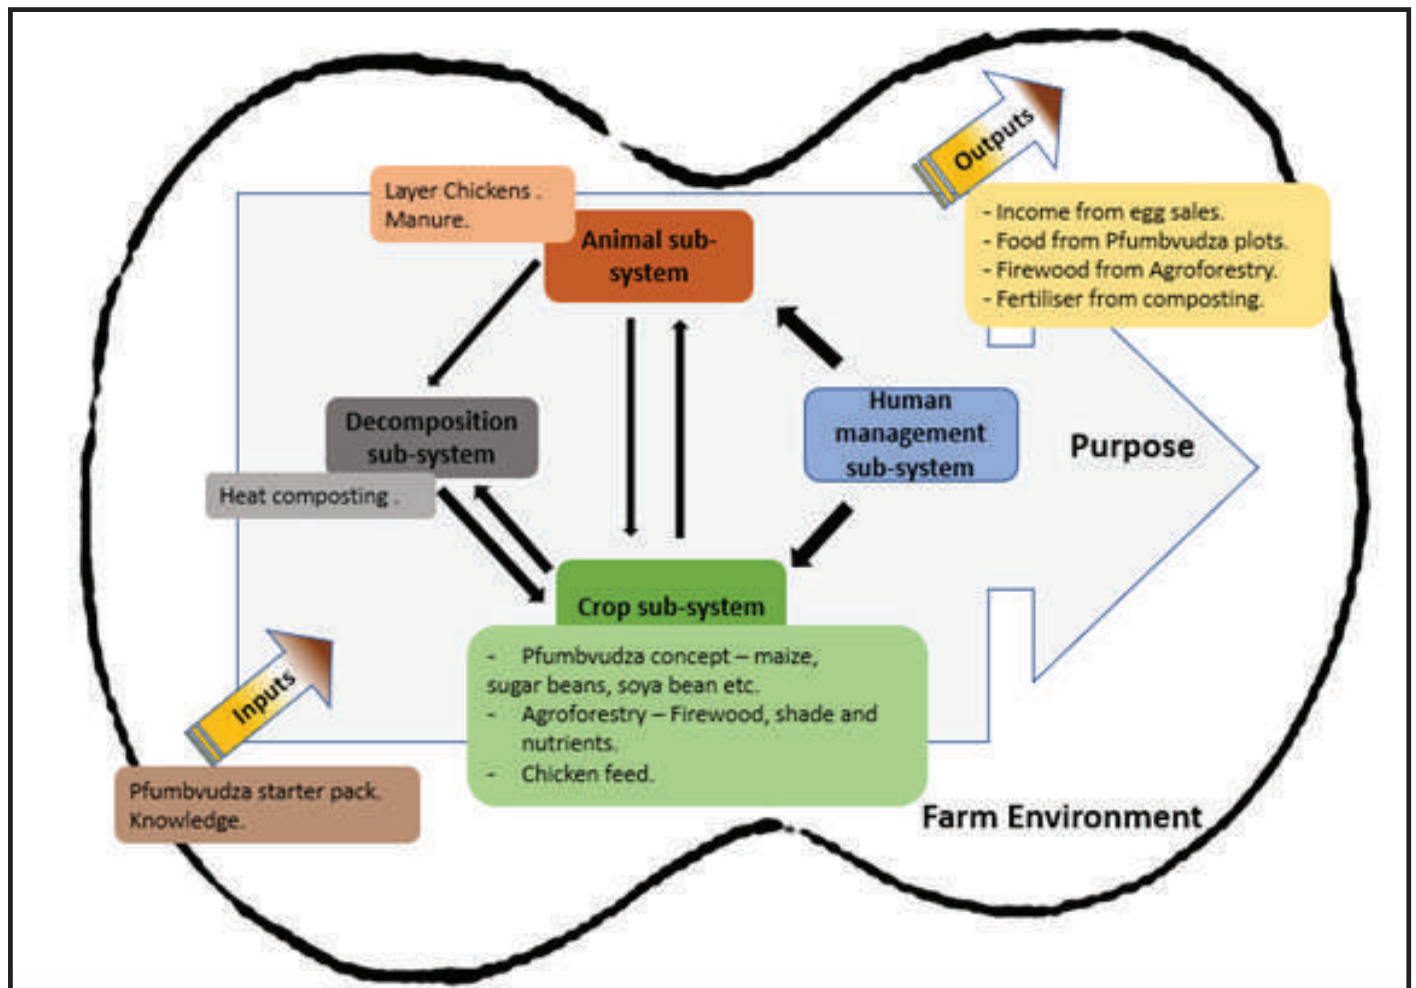 Outputs
Layer Chickens .
Manure.
Animal sub-
system
- Income from egg sales.
- Food from Pfumbvudza plots.
- Firewood from Agroforestry.
- Fertiliser from composting.
Decomposition
sub-system
Heat composting .
Human
management
sub-system
Purpose
Crop sub-system
- Pfumbvudza concept – maize,
sugar beans, soya bean etc.
- Agroforestry – Firewood, shade and
nutrients.
- Chicken feed.
Inputs
Pfumbvudza starter pack.
Knowledge.
Farm Environment